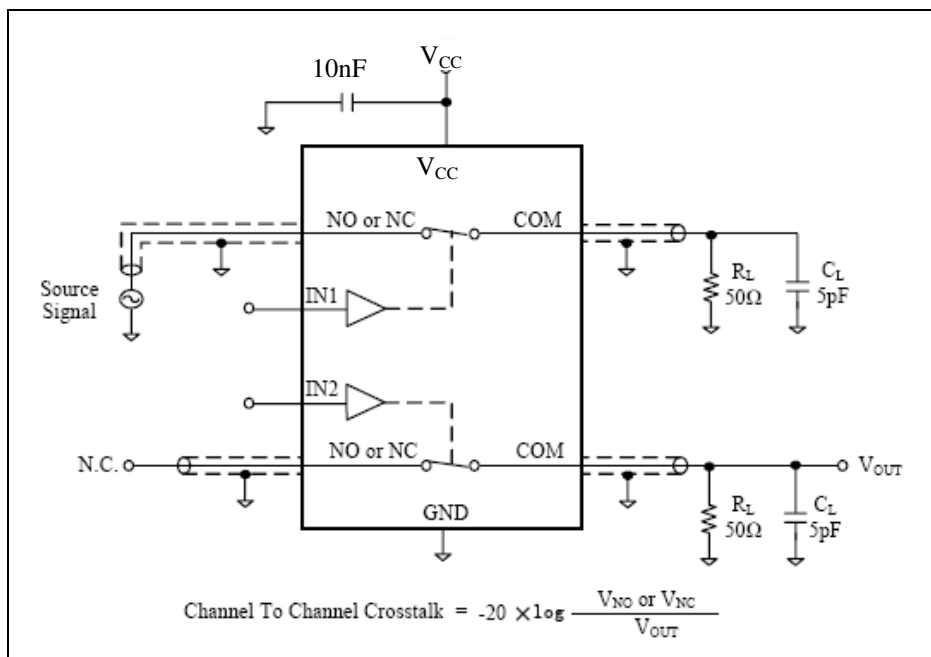 V_CC
10nF
V_CC
NO or NC
COM
Source
Signal
IN1
R_L
50Ω
C_L
5pF
IN2
NO or NC
COM
N.C.
V_OUT
GND
R_L
50Ω
C_L
5pF
Channel To Channel Crosstalk = -20 ×log V_NO or V_NC
V_OUT